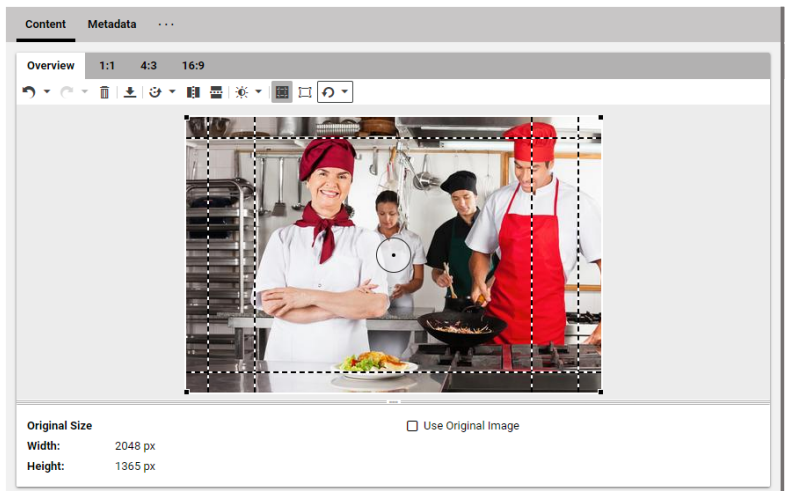 Content Metadata ···
Overview 1:1 4:3 16:9
Original Size
Use Original Image
Width: 2048 px
Height: 1365 px